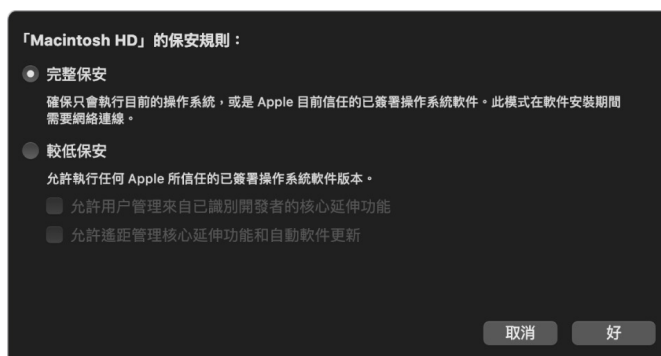 「Macintosh HD」的保安規則：
完整保安
確保只會執行目前的操作系統，或是 Apple 目前信任的已簽署操作系統軟件。此模式在軟件安裝期間
需要網絡連線。
較低保安
允許執行任何 Apple 所信任的已簽署操作系統軟件版本。
允許用户管理來自已識別開發者的核心延伸功能
允許遙距管理核心延伸功能和自動軟件更新
取消
好